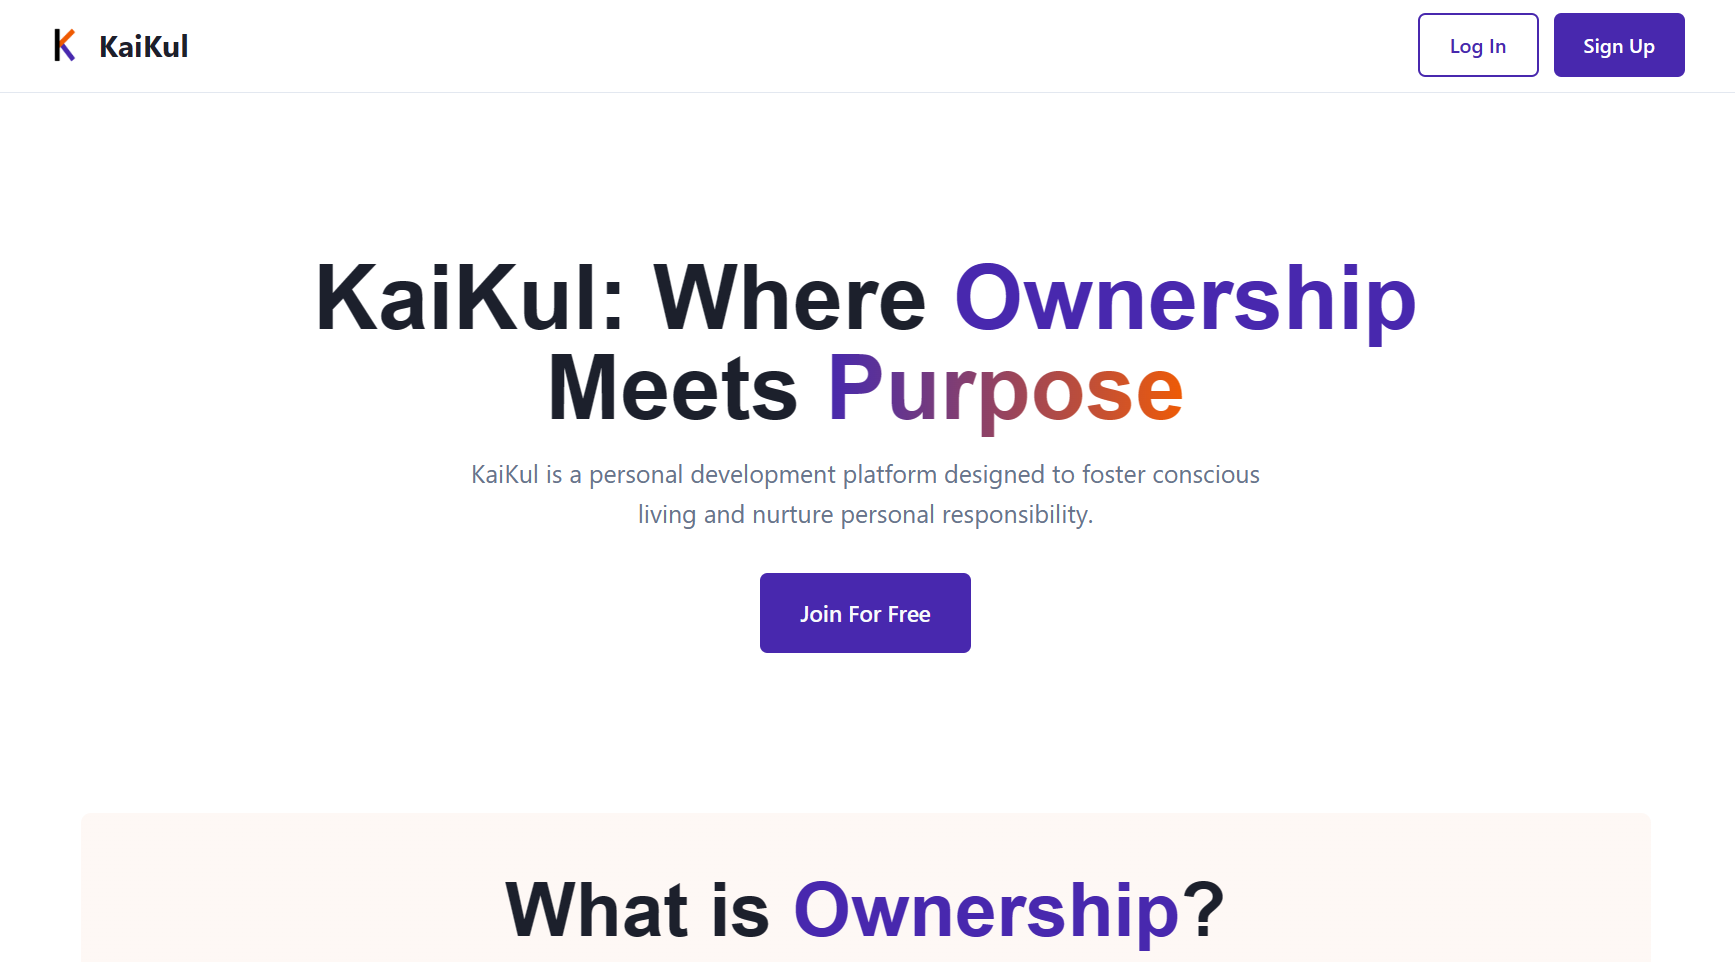 KaiKul
Log In
Sign Up
KaiKul: Where Ownership
Meets Purpose
KaiKul is a personal development platform designed to foster conscious
living and nurture personal responsibility.
Join For Free
What is Ownership?